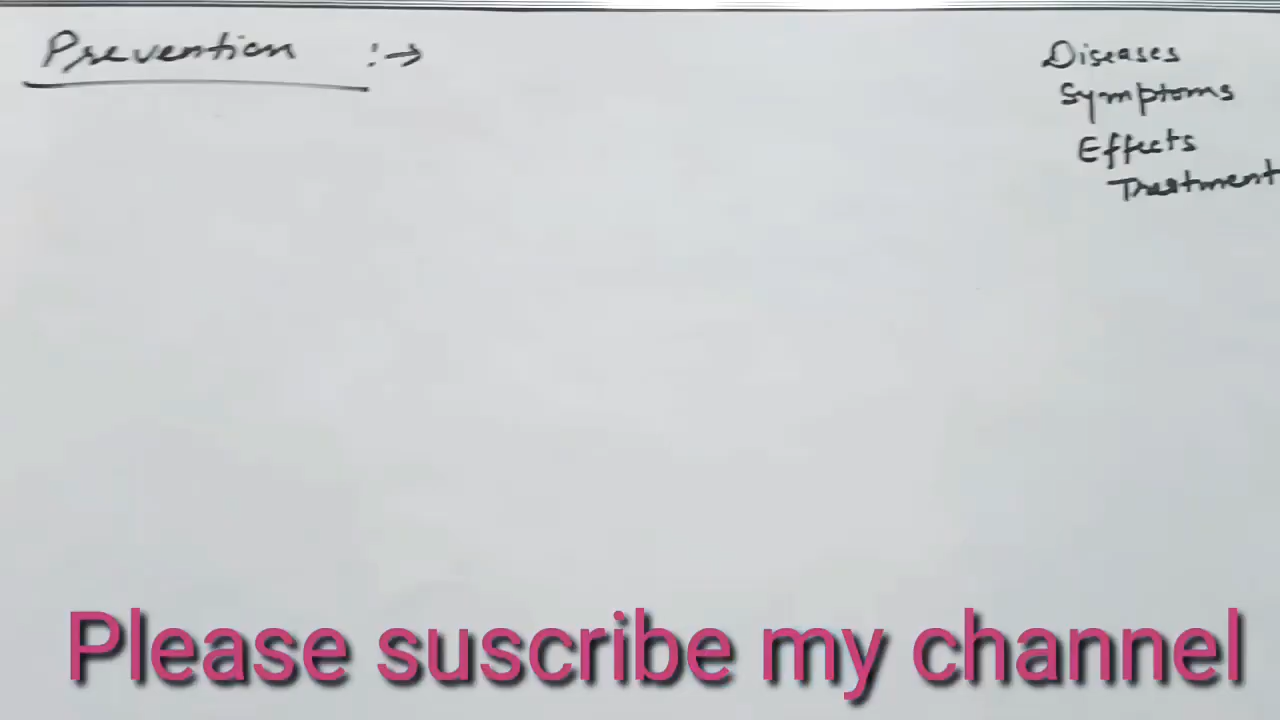 Prevention :→
Diseases
Symptoms
Effects
Treatment
Please suscribe my channel